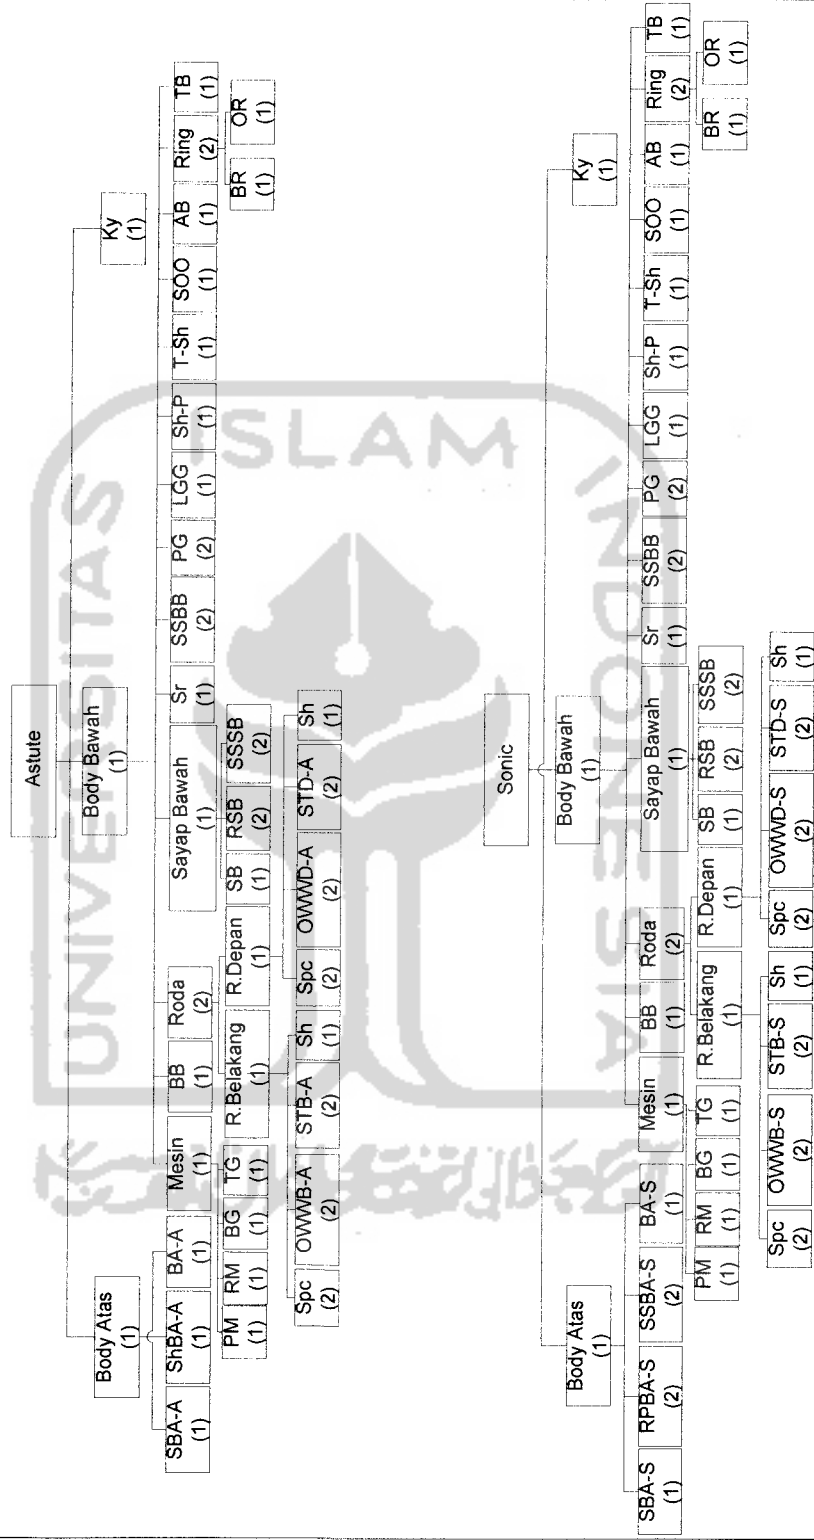 Astute
Body Atas
(1)
Body Bawah
(1)
Ky
(1)
SBA-A
(1)
ShBA-A
(1)
BA-A
(1)
Mesin
(1)
BB
(1)
Roda
(2)
Sayap Bawah
(1)
Sr
(1)
SSBB
(2)
PG
(2)
LGG
(1)
Sh-P
(1)
T-Sh
(1)
SOO
(1)
AB
(1)
Ring
(2)
TB
(1)
PM
(1)
RM
(1)
BG
(1)
TG
(1)
R.Belakang
(1)
R.Depan
(1)
SB
(1)
RSB
(2)
SSSB
(2)
BR
(1)
OR
(1)
Spc
(2)
OWWB-A
(2)
STB-A
(2)
Sh
(1)
Spc
(2)
OWWD-A
(2)
STD-A
(2)
Sh
(1)
Sonic
Body Atas
(1)
Body Bawah
(1)
Ky
(1)
SBA-S
(1)
RPBA-S
(2)
SSBA-S
(2)
BA-S
(1)
Mesin
(1)
BB
(1)
Roda
(2)
Sayap Bawah
(1)
Sr
(1)
SSBB
(2)
PG
(2)
LGG
(1)
Sh-P
(1)
T-Sh
(1)
SOO
(1)
AB
(1)
Ring
(2)
TB
(1)
PM
(1)
RM
(1)
BG
(1)
TG
(1)
R.Belakang
(1)
R.Depan
(1)
SB
(1)
RSB
(2)
SSSB
(2)
BR
(1)
OR
(1)
Spc
(2)
OWWB-S
(2)
STB-S
(2)
Sh
(1)
Spc
(2)
OWWD-S
(2)
STD-S
(2)
Sh
(1)
UNIVERSITAS
ISLAM
INDONESIA